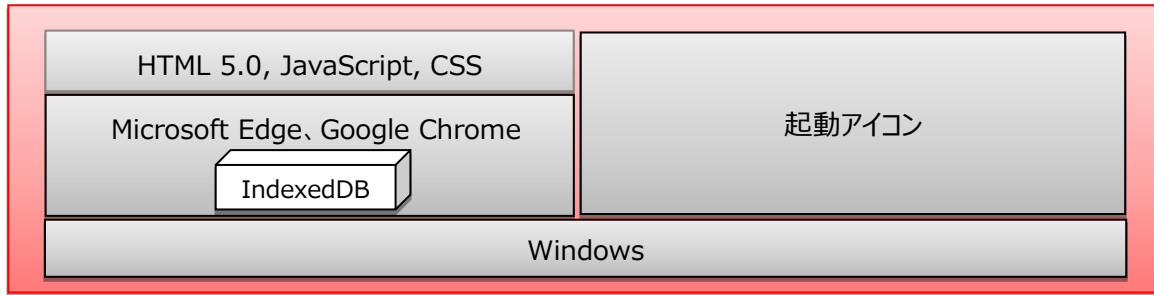 HTML 5.0, JavaScript, CSS
Microsoft Edge、Google Chrome
IndexedDB
起動アイコン
Windows